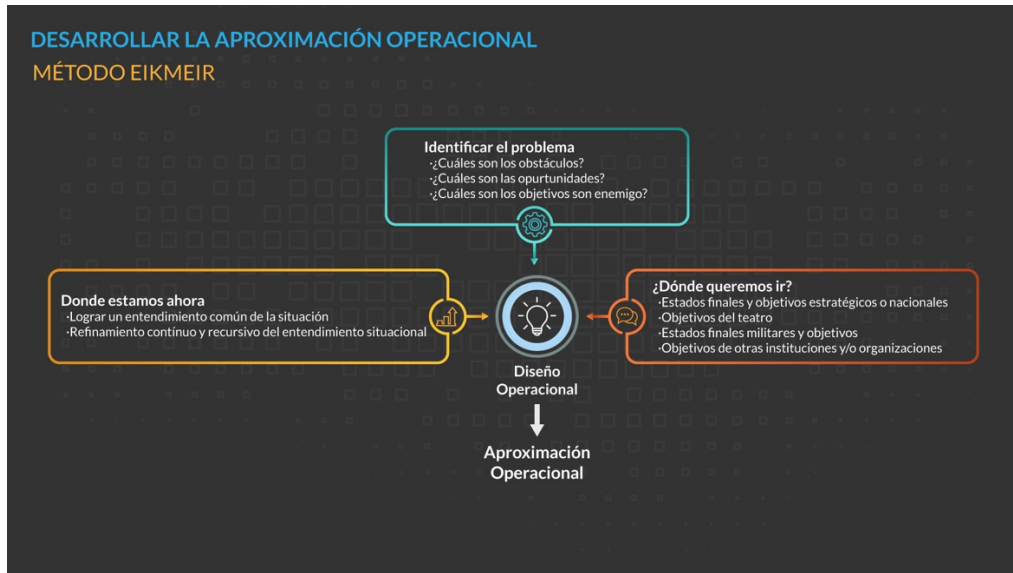 DESARROLLAR LA APROXIMACIÓN OPERACIONAL
MÉTODO EIKMEIR
Identificar el problema
·¿Cuáles son los obstáculos?
·¿Cuáles son las opurtunidades?
·¿Cuáles son los objetivos son enemigo?
Donde estamos ahora
·Lograr un entendimiento común de la situación
·Refinamiento contínuo y recursivo del entendimiento situacional
¿Dónde queremos ir?
·Estados finales y objetivos estratégicos o nacionales
·Objetivos del teatro
·Estados finales militares y objetivos
·Objetivos de otras instituciones y/o organizaciones
Diseño
Operacional
Aproximación
Operacional